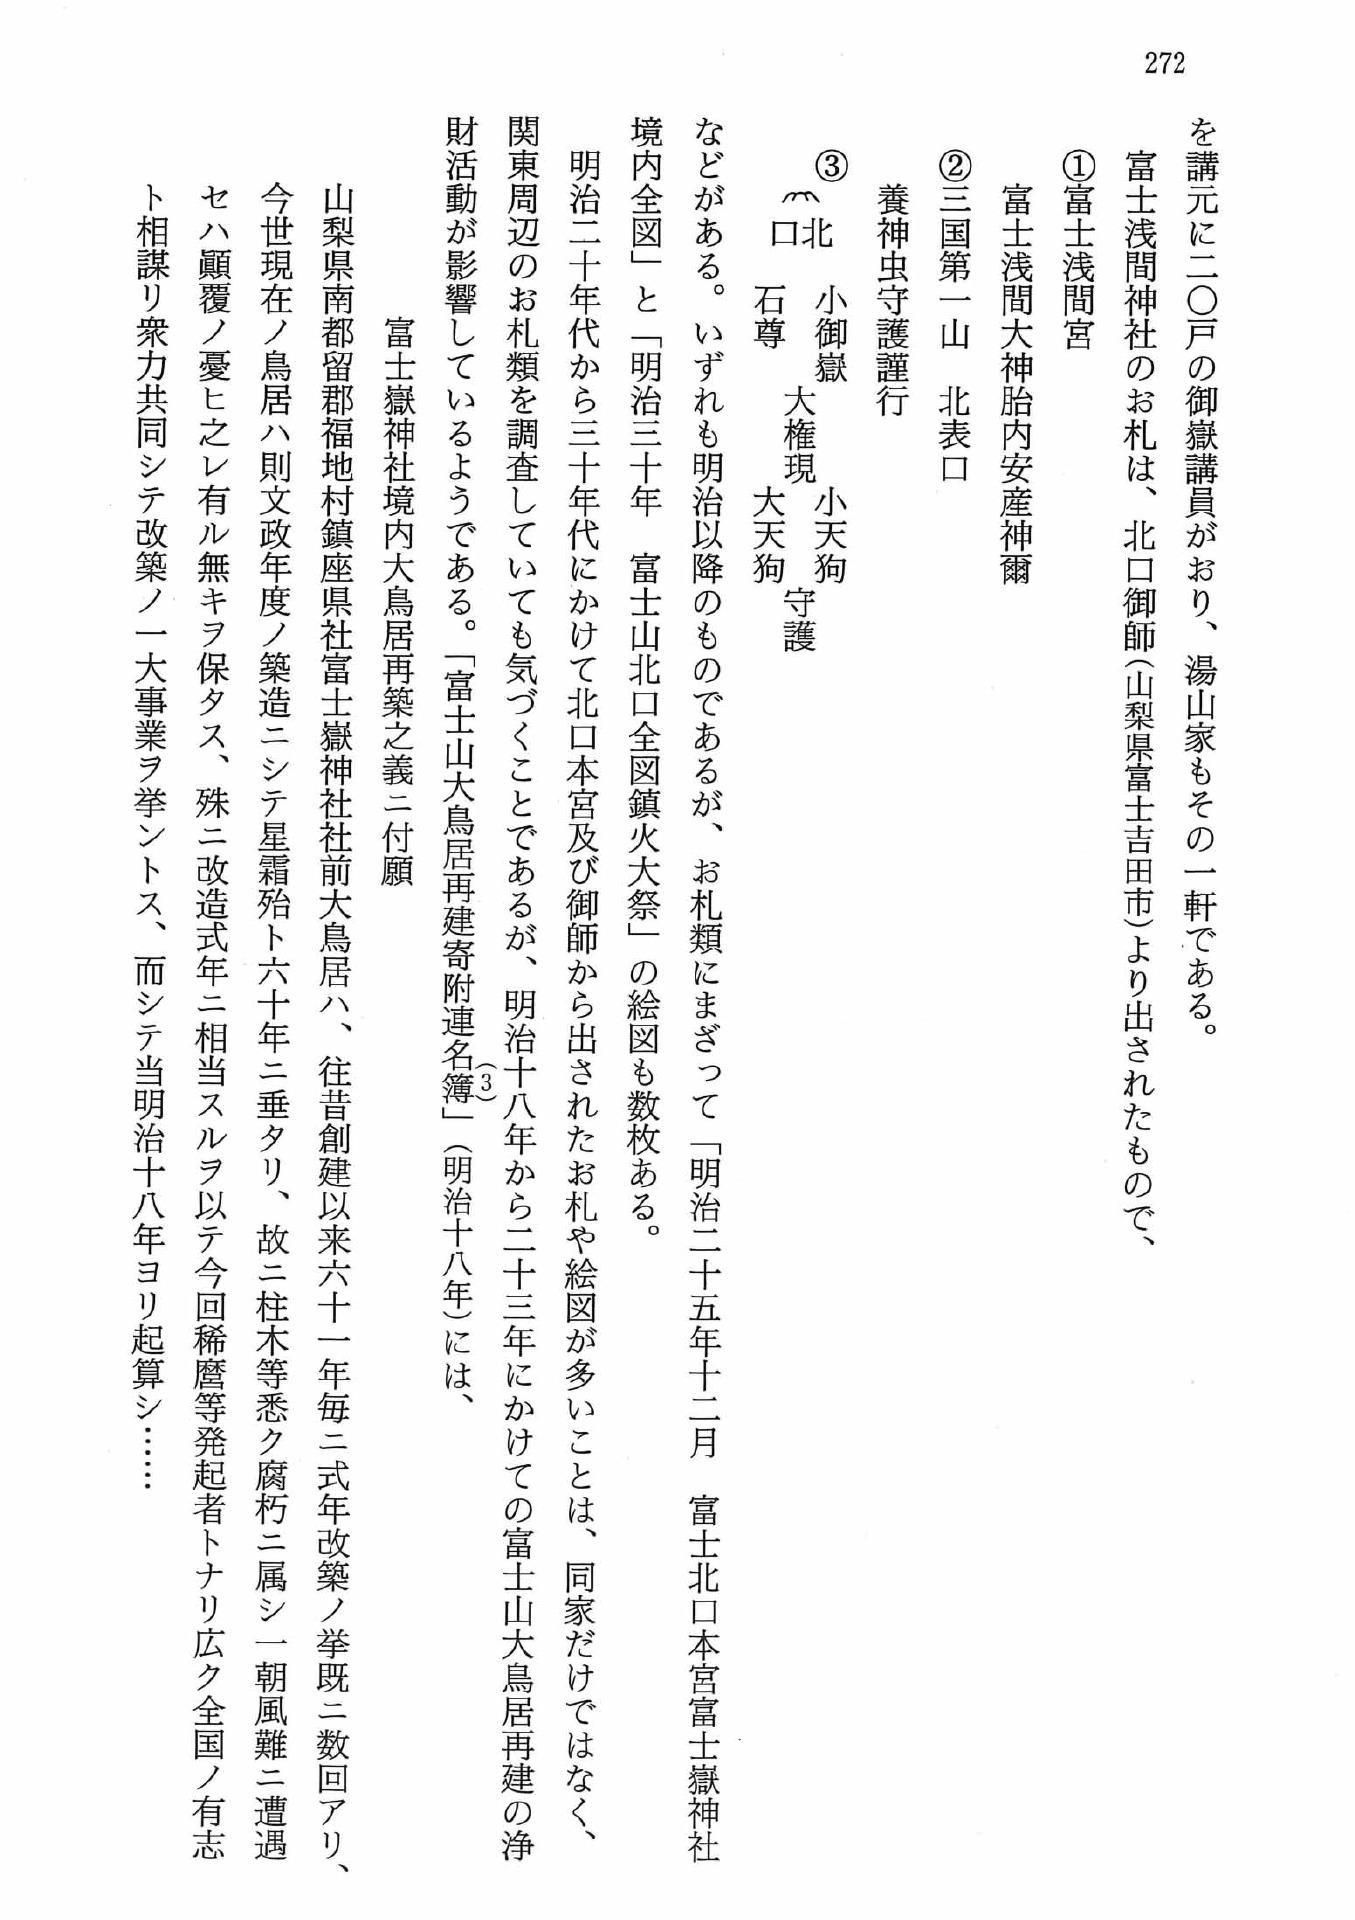 272
を講元に二〇戸の御嶽講員がおり、湯山家もその一軒である。
富士浅間神社のお札は、北口御師(山梨県富士吉田市)より出されたもので、
①富士浅間宮
富士浅間大神胎内安産神爾
②三国第一山　北表口
養神虫守護謹行
③　北　小御嶽　小天狗
大権現　守護
口　石尊　大天狗
などがある。いずれも明治以降のものであるが、お札類にまざって「明治二十五年十二月　富士北口本宮富士嶽神社
境内全図」と「明治三十年　富士山北口全図鎮火大祭」の絵図も数枚ある。
明治二十年代から三十年代にかけて北口本宮及び御師から出されたお札や絵図が多いことは、同家だけではなく、
関東周辺のお札類を調査していても気づくことであるが、明治十八年から二十三年にかけての富士山大鳥居再建の浄
財活動が影響しているようである。「富士山大鳥居再建寄附連名簿」(3)(明治十八年)には、
富士嶽神社境内大鳥居再築之義ニ付願
山梨県南都留郡福地村鎮座県社富士嶽神社社前大鳥居ハ、往昔創建以来六十一年毎ニ式年改築ノ挙既ニ数回アリ、
今世現在ノ鳥居ハ則文政年度ノ築造ニシテ星霜殆ト六十年ニ垂タリ、故ニ柱木等悉ク腐朽ニ属シ一朝風難ニ遭遇
セハ顚覆ノ憂ヒ之レ有ル無キヲ保タス、殊ニ改造式年ニ相当スルヲ以テ今回稀麿等発起者トナリ広ク全国ノ有志
ト相謀リ衆力共同シテ改築ノ一大事業ヲ挙ントス、而シテ当明治十八年ヨリ起算シ……